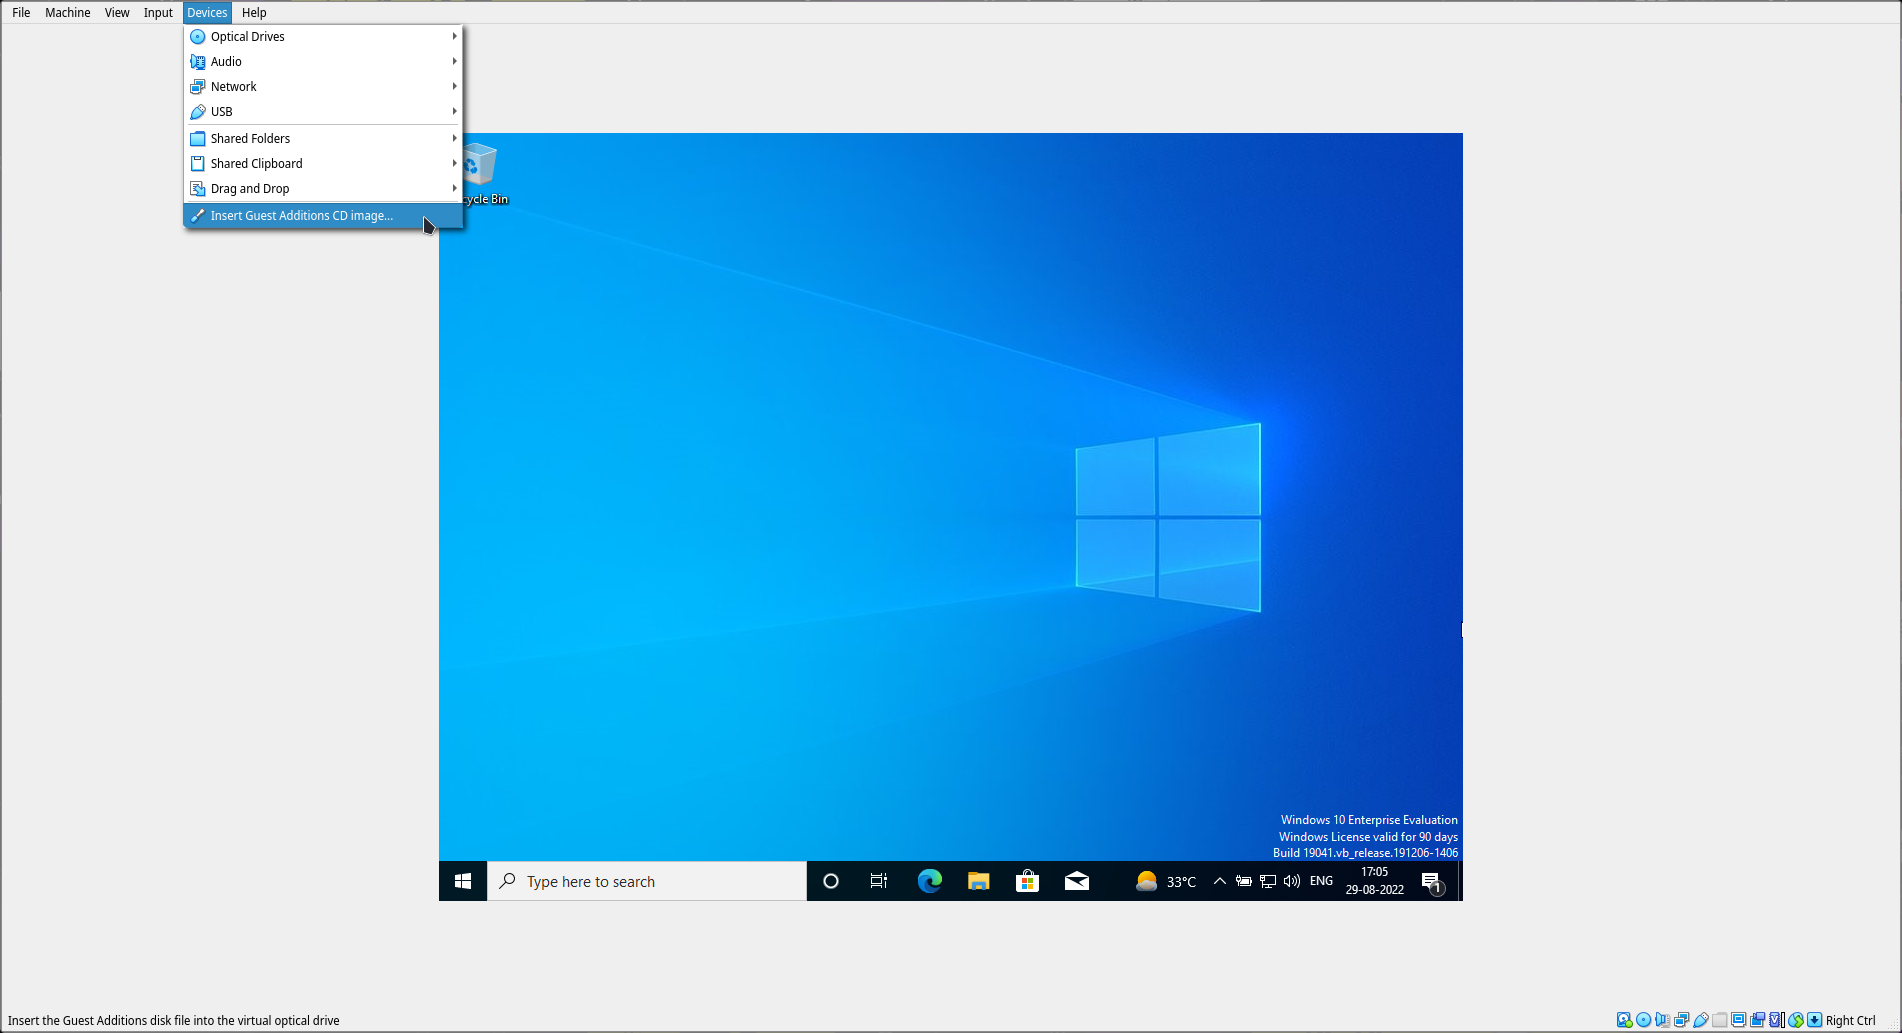 File Machine View Input Devices Help
Optical Drives
Audio
Network
USB
Shared Folders
Shared Clipboard
Drag and Drop
Insert Guest Additions CD image...
cycle Bin
Windows 10 Enterprise Evaluation
Windows License valid for 90 days
Build 19041.vb_release.191206-1406
Type here to search
33°C
ENG
17:05
29-08-2022
1
Insert the Guest Additions disk file into the virtual optical drive
Right Ctrl